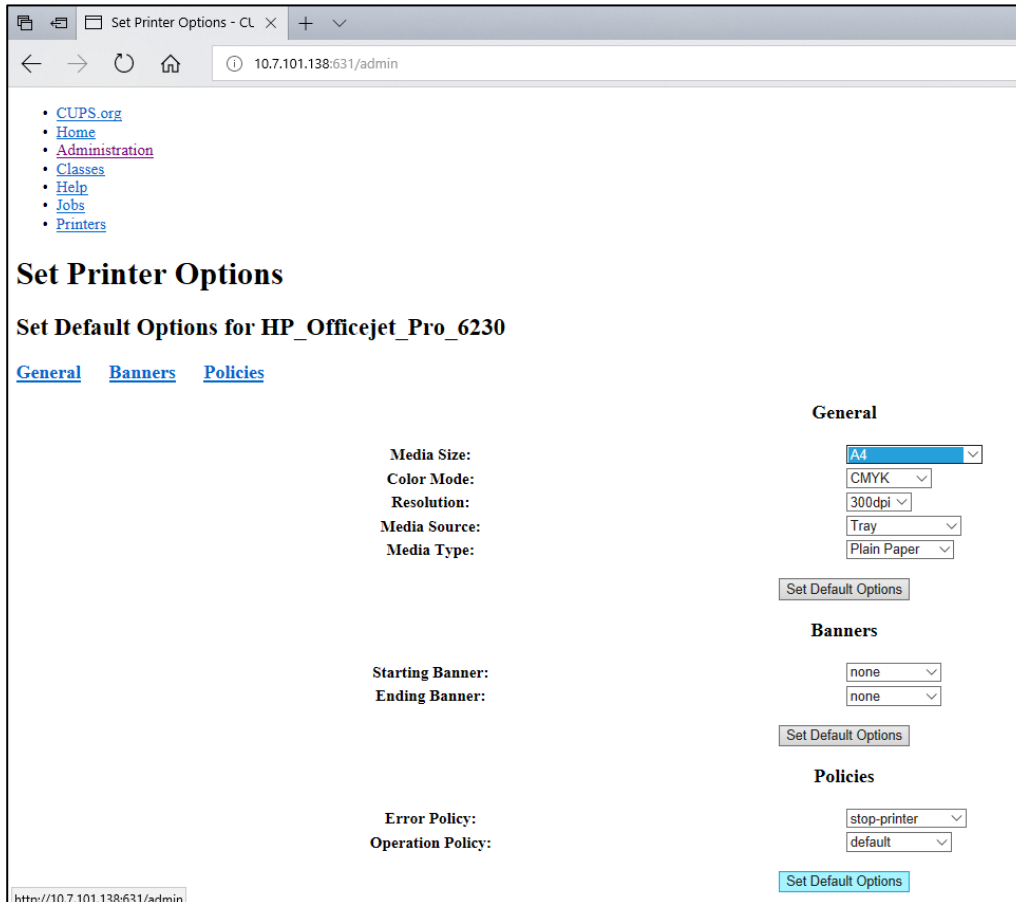 Set Printer Options - CL
10.7.101.138:631/admin
CUPS.org
Home
Administration
Classes
Help
Jobs
Printers
Set Printer Options
Set Default Options for HP_Officejet_Pro_6230
General Banners Policies
General
Media Size: A4
Color Mode: CMYK
Resolution: 300dpi
Media Source: Tray
Media Type: Plain Paper
Set Default Options
Banners
Starting Banner: none
Ending Banner: none
Set Default Options
Policies
Error Policy: stop-printer
Operation Policy: default
Set Default Options
http://10.7.101.138:631/admin